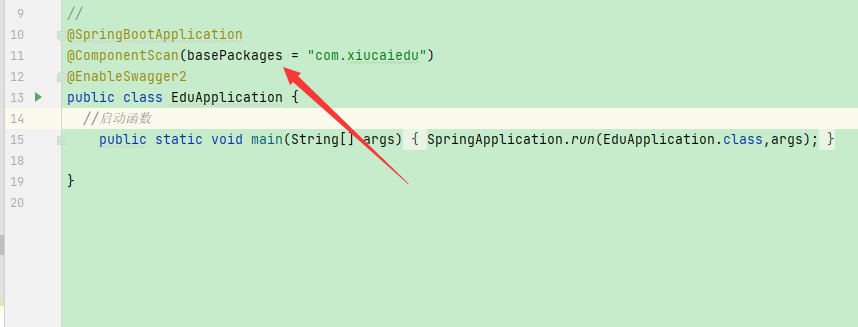 9 //
10 @SpringBootApplication
11 @ComponentScan(basePackages = "com.xiucaiedu")
12 @EnableSwagger2
13 public class EduApplication {
14 //启动函数
15 public static void main(String[] args) { SpringApplication.run(EduApplication.class,args); }
18
19 }
20